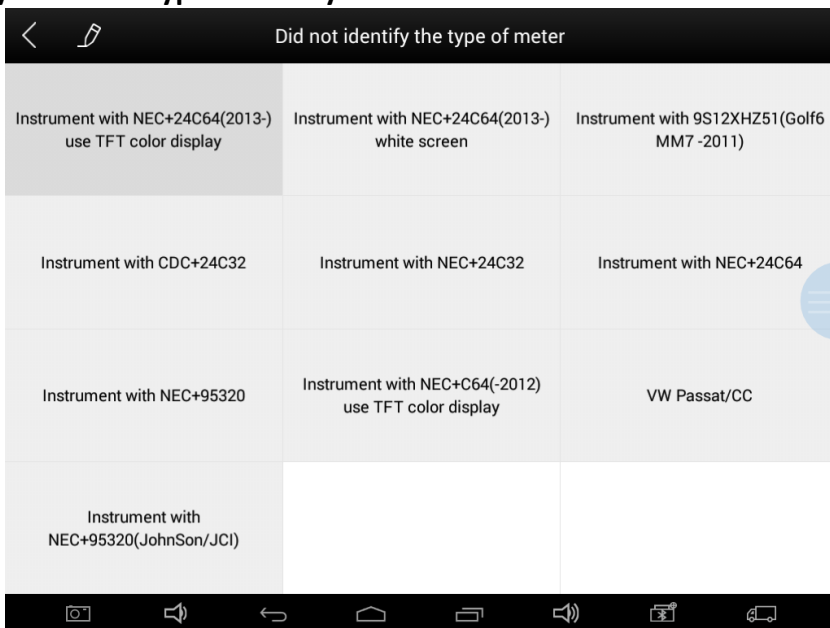 Did not identify the type of meter
Instrument with NEC+24C64(2013-)
use TFT color display
Instrument with NEC+24C64(2013-)
white screen
Instrument with 9S12XHZ51(Golf6
MM7 -2011)
Instrument with CDC+24C32
Instrument with NEC+24C32
Instrument with NEC+24C64
Instrument with NEC+95320
Instrument with NEC+C64(-2012)
use TFT color display
VW Passat/CC
Instrument with
NEC+95320(JohnSon/JCI)